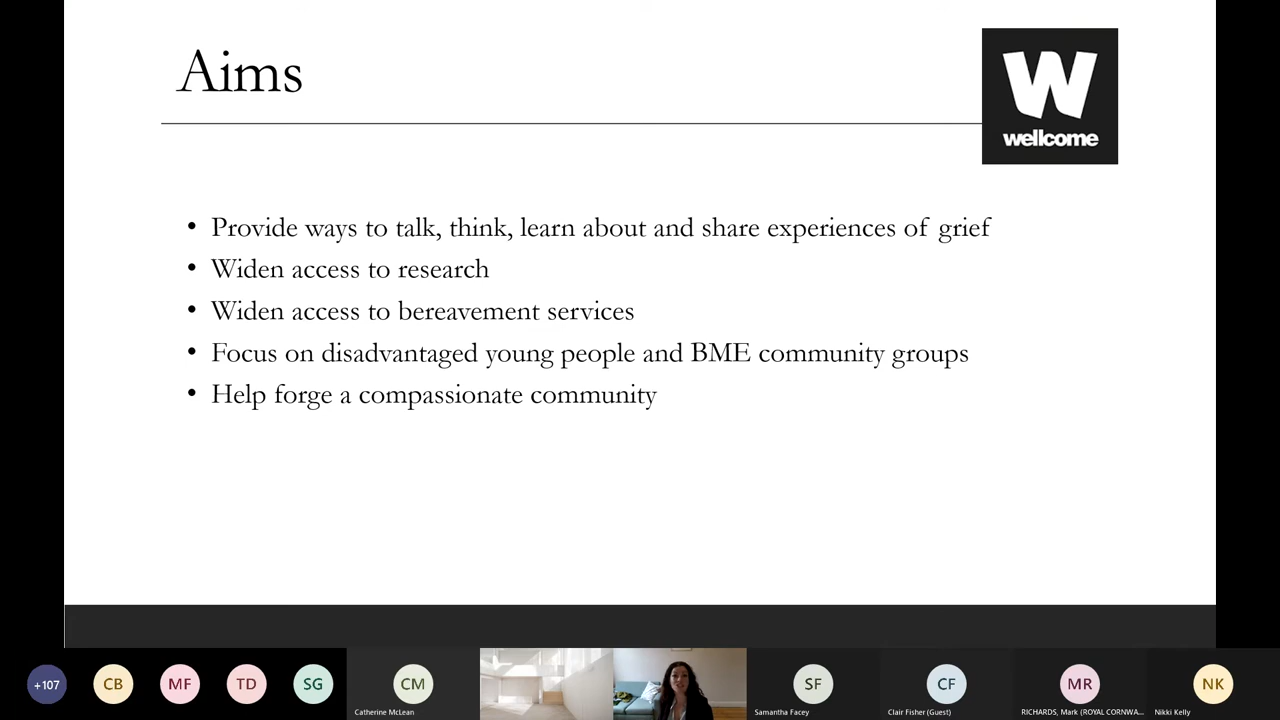 Aims
W
wellcome
• Provide ways to talk, think, learn about and share experiences of grief
• Widen access to research
• Widen access to bereavement services
• Focus on disadvantaged young people and BME community groups
• Help forge a compassionate community
+107
CB
MF
TD
SG
CM
Catherine McLean
SF
Samantha Facey
CF
Clair Fisher (Guest)
MR
RICHARDS, Mark (ROYAL CORNWA...
NK
Nikki Kelly